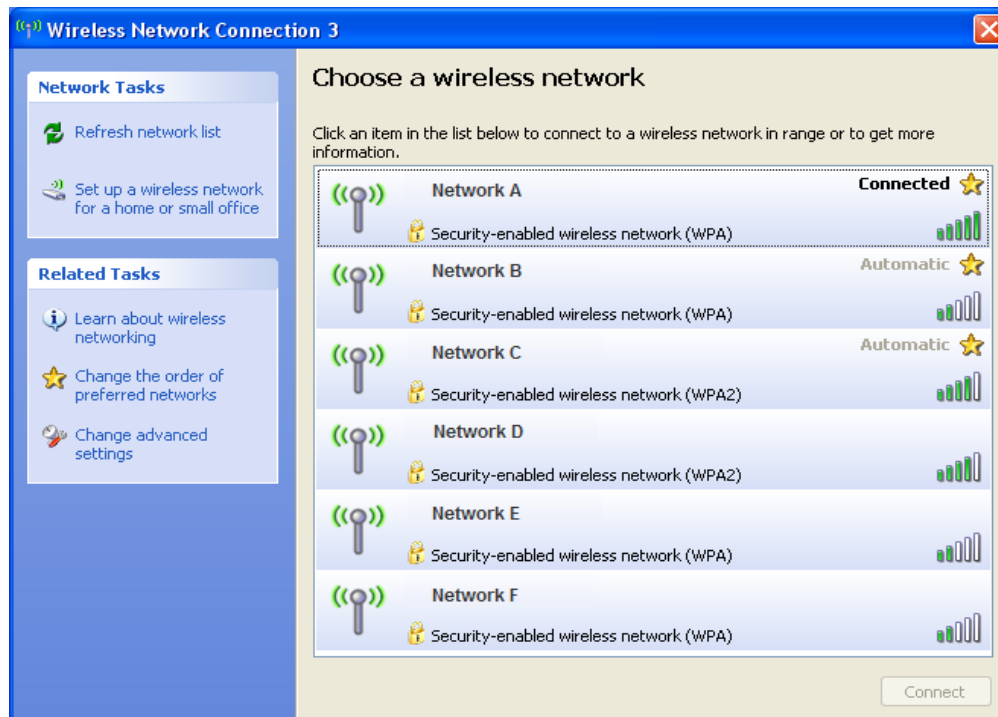 Wireless Network Connection 3
Network Tasks
Refresh network list
Set up a wireless network
for a home or small office
Related Tasks
Learn about wireless
networking
Change the order of
preferred networks
Change advanced
settings
Choose a wireless network
Click an item in the list below to connect to a wireless network in range or to get more
information.
Network A
Connected
Security-enabled wireless network (WPA)
Network B
Automatic
Security-enabled wireless network (WPA)
Network C
Automatic
Security-enabled wireless network (WPA2)
Network D
Security-enabled wireless network (WPA2)
Network E
Security-enabled wireless network (WPA)
Network F
Security-enabled wireless network (WPA)
Connect